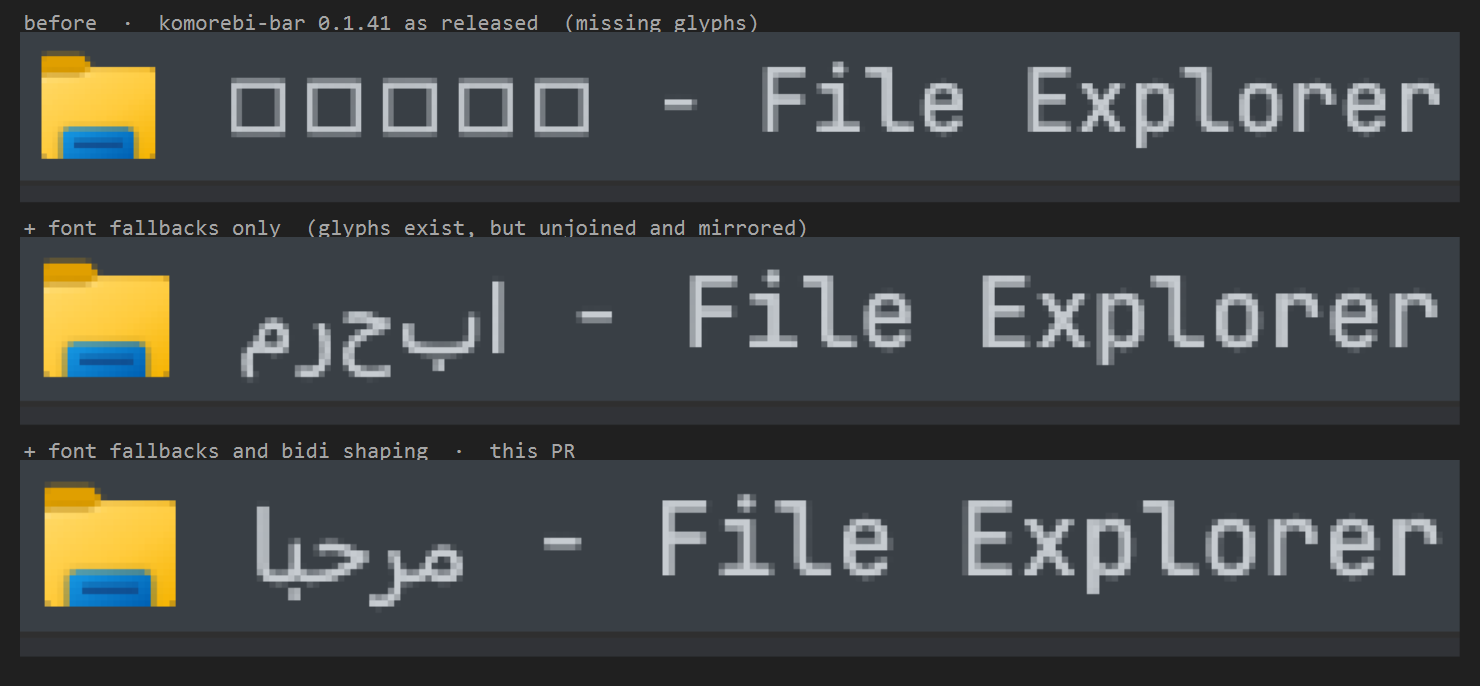 before · komorebi-bar 0.1.41 as released (missing glyphs)
□□□□□ - File Explorer
+ font fallbacks only (glyphs exist, but unjoined and mirrored)
ابحرم - File Explorer
+ font fallbacks and bidi shaping · this PR
مرحبا - File Explorer